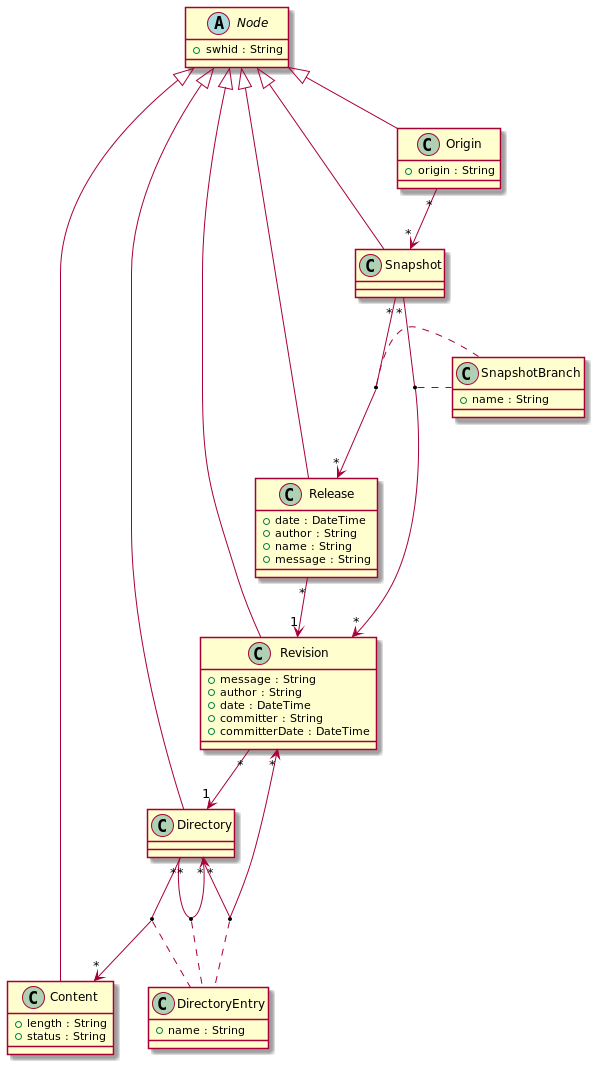 A Node
swhid : String
C Origin
origin : String
*
*
C Snapshot
* *
C SnapshotBranch
name : String
*
C Release
date : DateTime
author : String
name : String
message : String
*
1
*
C Revision
message : String
author : String
date : DateTime
committer : String
committerDate : DateTime
*
*
1
C Directory
* * * *
*
C Content
length : String
status : String
C DirectoryEntry
name : String